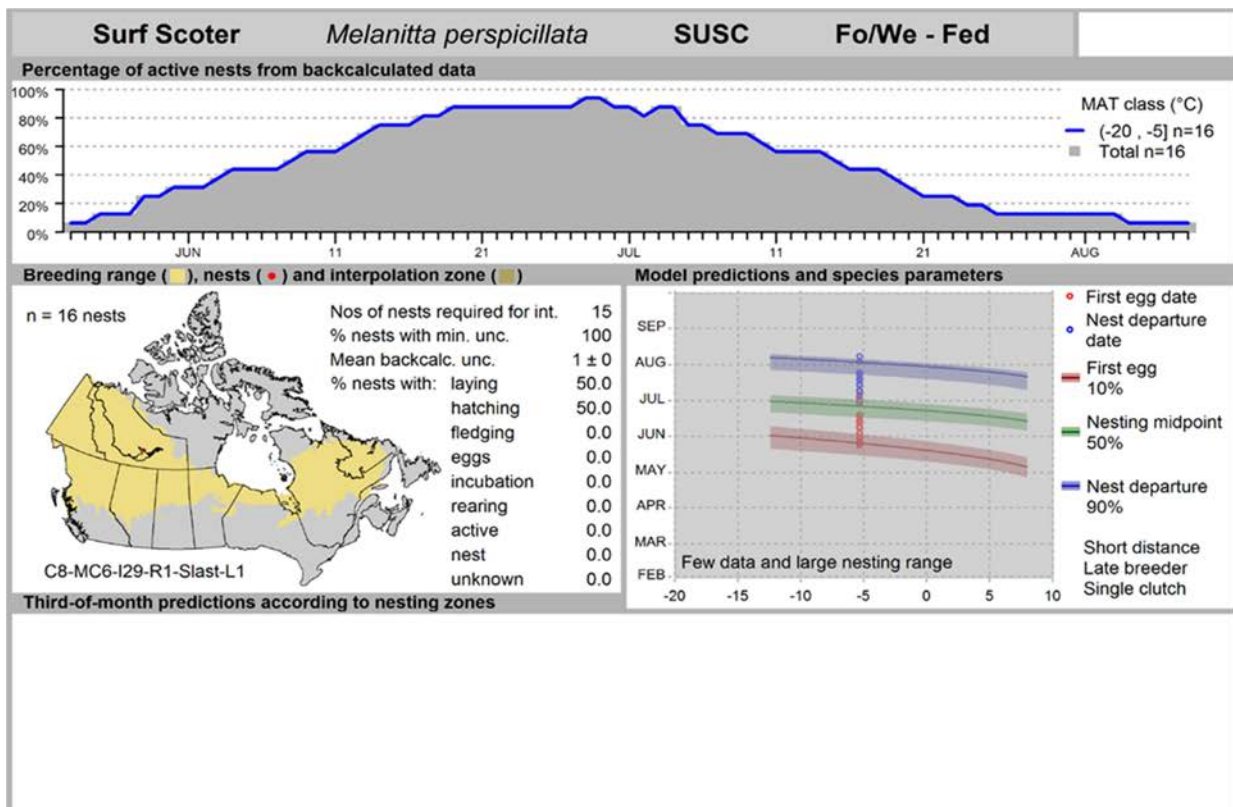 Surf Scoter Melanitta perspicillata SUSC Fo/We - Fed
Percentage of active nests from backcalculated data
100%
80%
60%
40%
20%
0%
JUN 11 21 JUL 11 21 AUG
MAT class (°C)
(-20 , -5] n=16
Total n=16
Breeding range ( ), nests ( ) and interpolation zone ( )
n = 16 nests
Nos of nests required for int. 15
% nests with min. unc. 100
Mean backcalc. unc. 1 ± 0
% nests with: laying 50.0
hatching 50.0
fledging 0.0
eggs 0.0
incubation 0.0
rearing 0.0
active 0.0
nest 0.0
unknown 0.0
C8-MC6-I29-R1-Slast-L1
Model predictions and species parameters
SEP
AUG
JUL
JUN
MAY
APR
MAR
FEB
Few data and large nesting range
-20 -15 -10 -5 0 5 10
First egg date
Nest departure
date
First egg
10%
Nesting midpoint
50%
Nest departure
90%
Short distance
Late breeder
Single clutch
Third-of-month predictions according to nesting zones